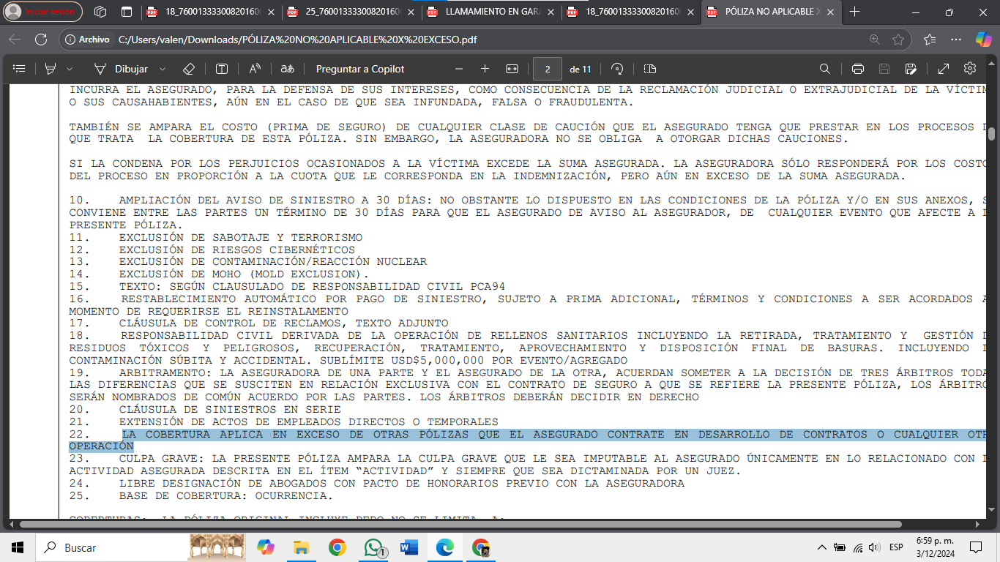 Iniciar sesión
18_76001333300820160
25_76001333300820160
LLAMAMIENTO EN GARA
18_76001333300820160
PÓLIZA NO APLICABLE X
Archivo C:/Users/valen/Downloads/PÓLIZA%20NO%20APLICABLE%20X%20EXCESO.pdf
Dibujar aあ Preguntar a Copilot 2 de 11
INCURRA EL ASEGURADO, PARA LA DEFENSA DE SUS INTERESES, COMO CONSECUENCIA DE LA RECLAMACIÓN JUDICIAL O EXTRAJUDICIAL DE LA VÍCTIM
O SUS CAUSAHABIENTES, AÚN EN EL CASO DE QUE SEA INFUNDADA, FALSA O FRAUDULENTA.
TAMBIÉN SE AMPARA EL COSTO (PRIMA DE SEGURO) DE CUALQUIER CLASE DE CAUCIÓN QUE EL ASEGURADO TENGA QUE PRESTAR EN LOS PROCESOS D
QUE TRATA LA COBERTURA DE ESTA PÓLIZA. SIN EMBARGO, LA ASEGURADORA NO SE OBLIGA A OTORGAR DICHAS CAUCIONES.
SI LA CONDENA POR LOS PERJUICIOS OCASIONADOS A LA VÍCTIMA EXCEDE LA SUMA ASEGURADA. LA ASEGURADORA SÓLO RESPONDERÁ POR LOS COSTO
DEL PROCESO EN PROPORCIÓN A LA CUOTA QUE LE CORRESPONDA EN LA INDEMNIZACIÓN, PERO AÚN EN EXCESO DE LA SUMA ASEGURADA.
10. AMPLIACIÓN DEL AVISO DE SINIESTRO A 30 DÍAS: NO OBSTANTE LO DISPUESTO EN LAS CONDICIONES DE LA PÓLIZA Y/O EN SUS ANEXOS, S
CONVIENE ENTRE LAS PARTES UN TÉRMINO DE 30 DÍAS PARA QUE EL ASEGURADO DE AVISO AL ASEGURADOR, DE CUALQUIER EVENTO QUE AFECTE A L
PRESENTE PÓLIZA.
11. EXCLUSIÓN DE SABOTAJE Y TERRORISMO
12. EXCLUSIÓN DE RIESGOS CIBERNÉTICOS
13. EXCLUSIÓN DE CONTAMINACIÓN/REACCIÓN NUCLEAR
14. EXCLUSIÓN DE MOHO (MOLD EXCLUSION).
15. TEXTO: SEGÚN CLAUSULADO DE RESPONSABILIDAD CIVIL PCA94
16. RESTABLECIMIENTO AUTOMÁTICO POR PAGO DE SINIESTRO, SUJETO A PRIMA ADICIONAL, TÉRMINOS Y CONDICIONES A SER ACORDADOS A
MOMENTO DE REQUERIRSE EL REINSTALAMENTO
17. CLÁUSULA DE CONTROL DE RECLAMOS, TEXTO ADJUNTO
18. RESPONSABILIDAD CIVIL DERIVADA DE LA OPERACIÓN DE RELLENOS SANITARIOS INCLUYENDO LA RETIRADA, TRATAMIENTO Y GESTIÓN D
RESIDUOS TÓXICOS Y PELIGROSOS, RECUPERACIÓN, TRATAMIENTO, APROVECHAMIENTO Y DISPOSICIÓN FINAL DE BASURAS. INCLUYENDO L
CONTAMINACIÓN SÚBITA Y ACCIDENTAL. SUBLÍMITE USD$5,000,000 POR EVENTO/AGREGADO
19. ARBITRAMENTO: LA ASEGURADORA DE UNA PARTE Y EL ASEGURADO DE LA OTRA, ACUERDAN SOMETER A LA DECISIÓN DE TRES ÁRBITROS TODA
LAS DIFERENCIAS QUE SE SUSCITEN EN RELACIÓN EXCLUSIVA CON EL CONTRATO DE SEGURO A QUE SE REFIERE LA PRESENTE PÓLIZA, LOS ÁRBITRO
SERÁN NOMBRADOS DE COMÚN ACUERDO POR LAS PARTES. LOS ÁRBITROS DEBERÁN DECIDIR EN DERECHO
20. CLÁUSULA DE SINIESTROS EN SERIE
21. EXTENSIÓN DE ACTOS DE EMPLEADOS DIRECTOS O TEMPORALES
22. LA COBERTURA APLICA EN EXCESO DE OTRAS PÓLIZAS QUE EL ASEGURADO CONTRATE EN DESARROLLO DE CONTRATOS O CUALQUIER OTR
OPERACIÓN
23. CULPA GRAVE: LA PRESENTE PÓLIZA AMPARA LA CULPA GRAVE QUE LE SEA IMPUTABLE AL ASEGURADO ÚNICAMENTE EN LO RELACIONADO CON L
ACTIVIDAD ASEGURADA DESCRITA EN EL ÍTEM “ACTIVIDAD” Y SIEMPRE QUE SEA DICTAMINADA POR UN JUEZ.
24. LIBRE DESIGNACIÓN DE ABOGADOS CON PACTO DE HONORARIOS PREVIO CON LA ASEGURADORA
25. BASE DE COBERTURA: OCURRENCIA.
COBERTURAS: LA PÓLIZA ORIGINAL INCLUYE PERO NO SE LIMITA A:
Buscar
1
ESP
6:59 p. m.
3/12/2024